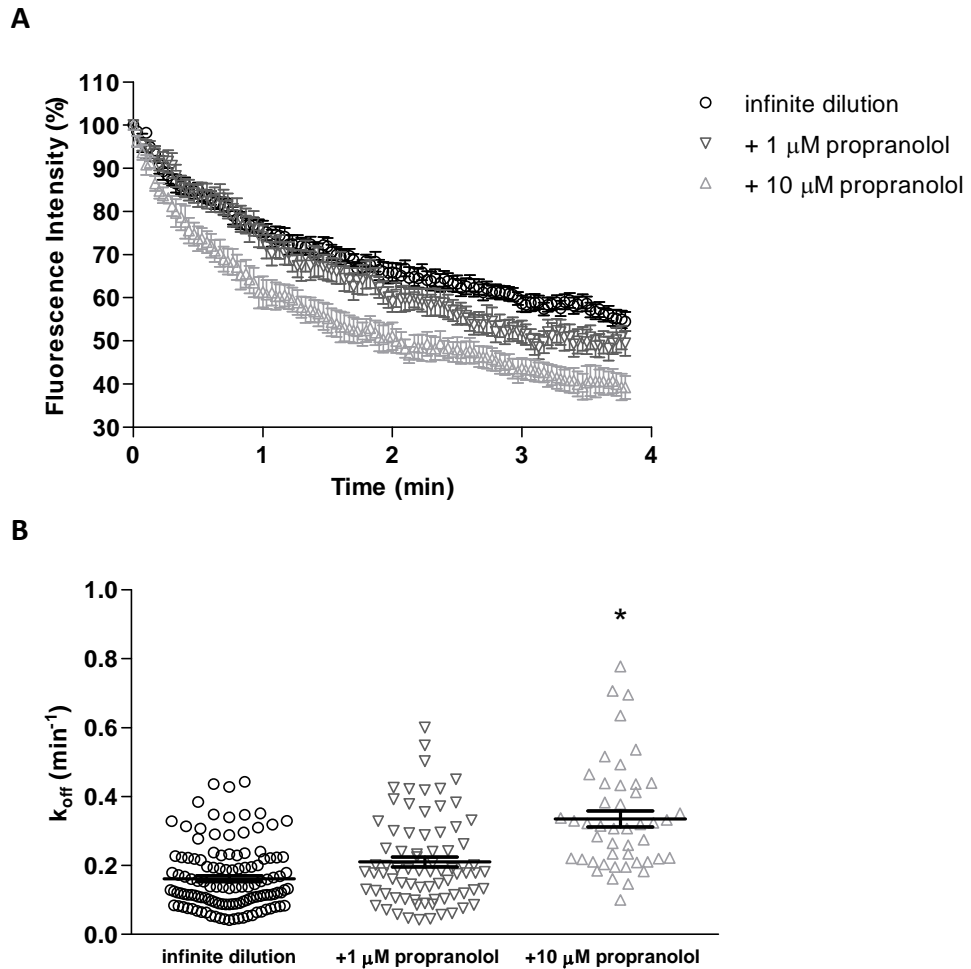 A
110
100
90
80
70
60
50
40
30
Fluorescence Intensity (%)
0 1 2 3 4
Time (min)
infinite dilution
+ 1 μM propranolol
+ 10 μM propranolol
B
1.0
0.8
0.6
0.4
0.2
0.0
koff (min-1)
*
infinite dilution +1 μM propranolol +10 μM propranolol